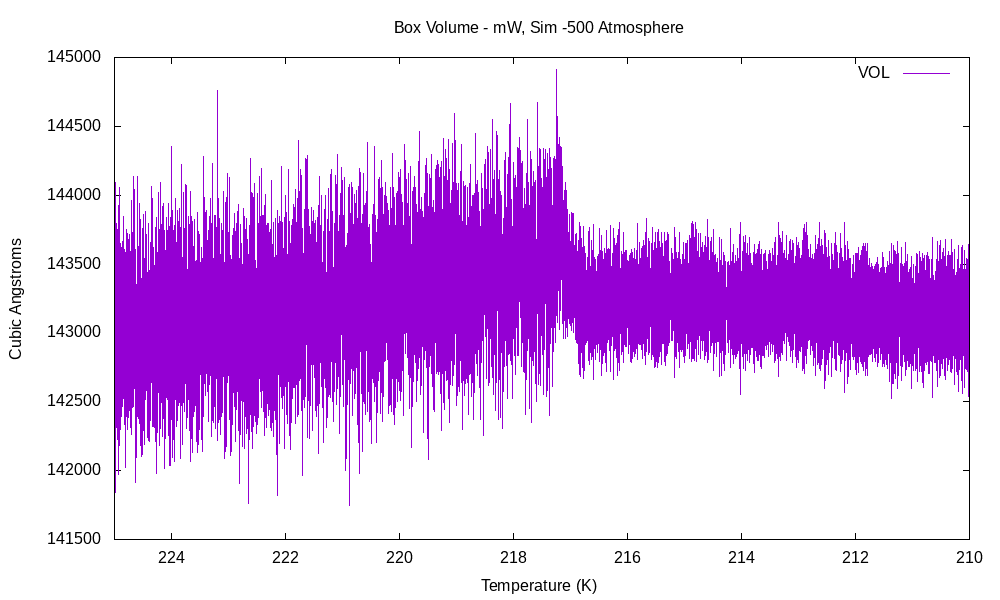 Box Volume - mW, Sim -500 Atmosphere
VOL
145000
144500
144000
143500
143000
142500
142000
141500
Cubic Angstroms
224 222 220 218 216 214 212 210
Temperature (K)